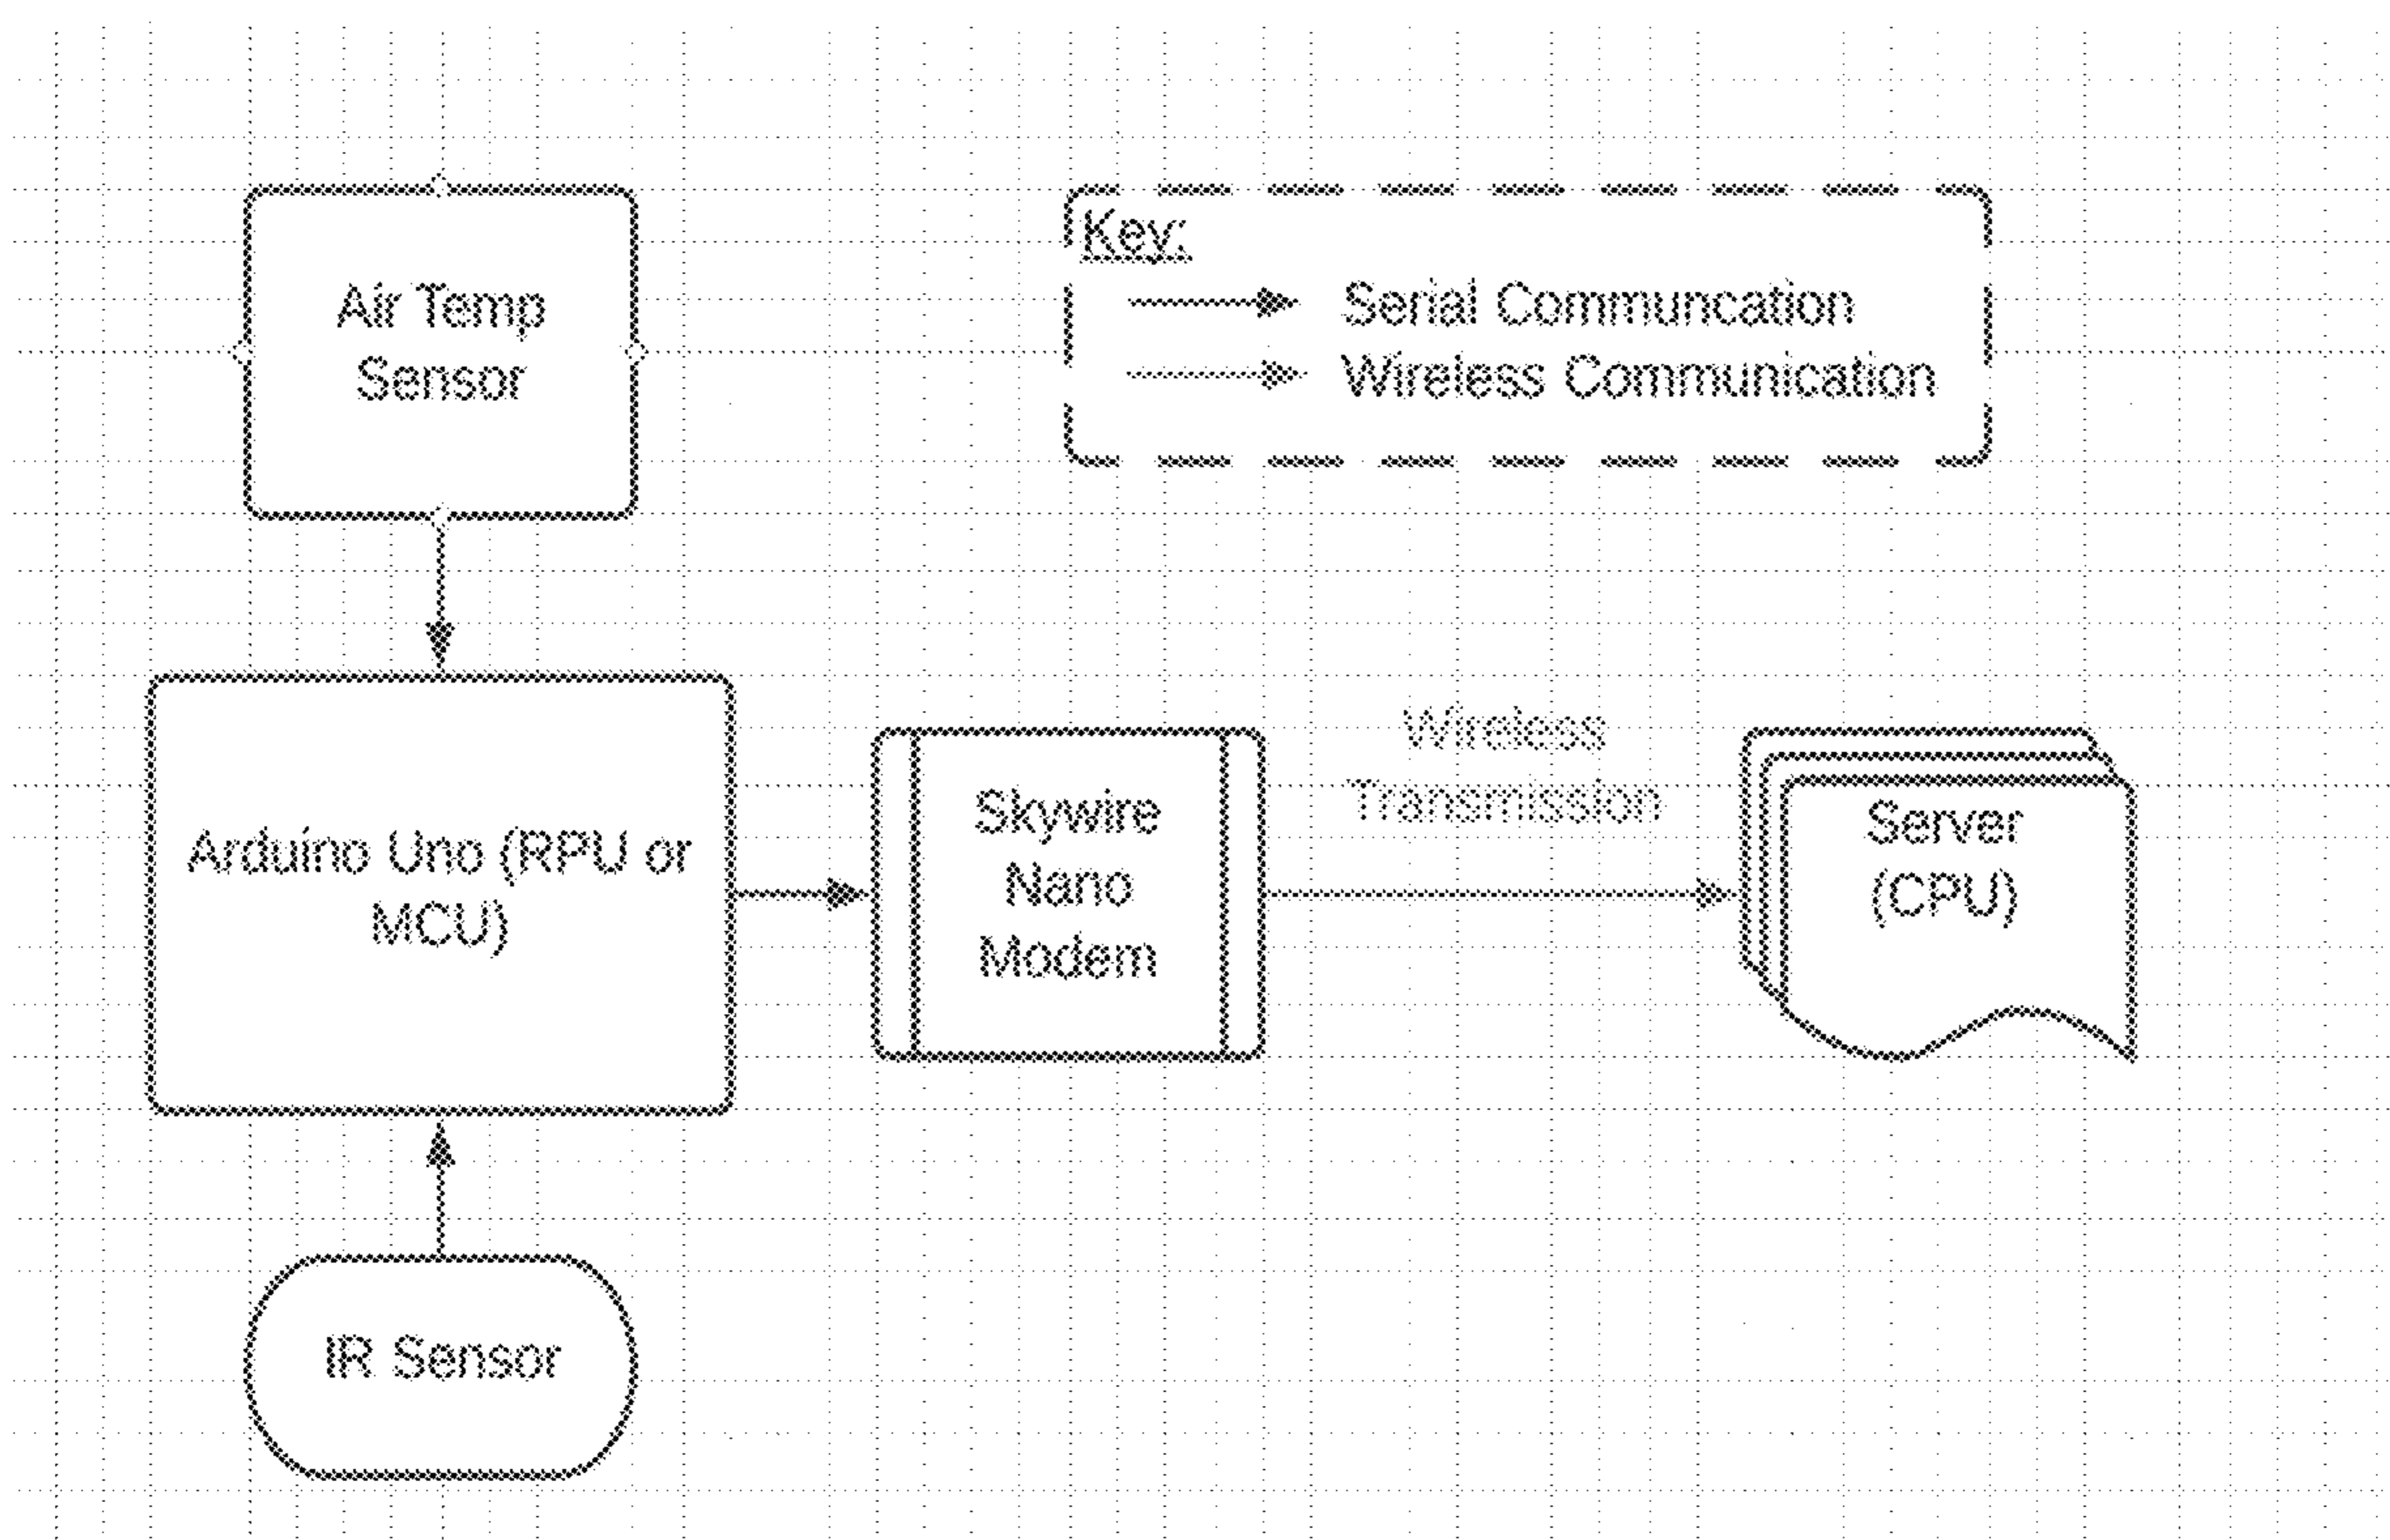 Air Temp
Sensor
Key:
Serial Communcation
Wireless Communication
Arduino Uno (RPU or
MCU)
Skywire
Nano
Modem
Wireless
Transmission
Server
(CPU)
IR Sensor